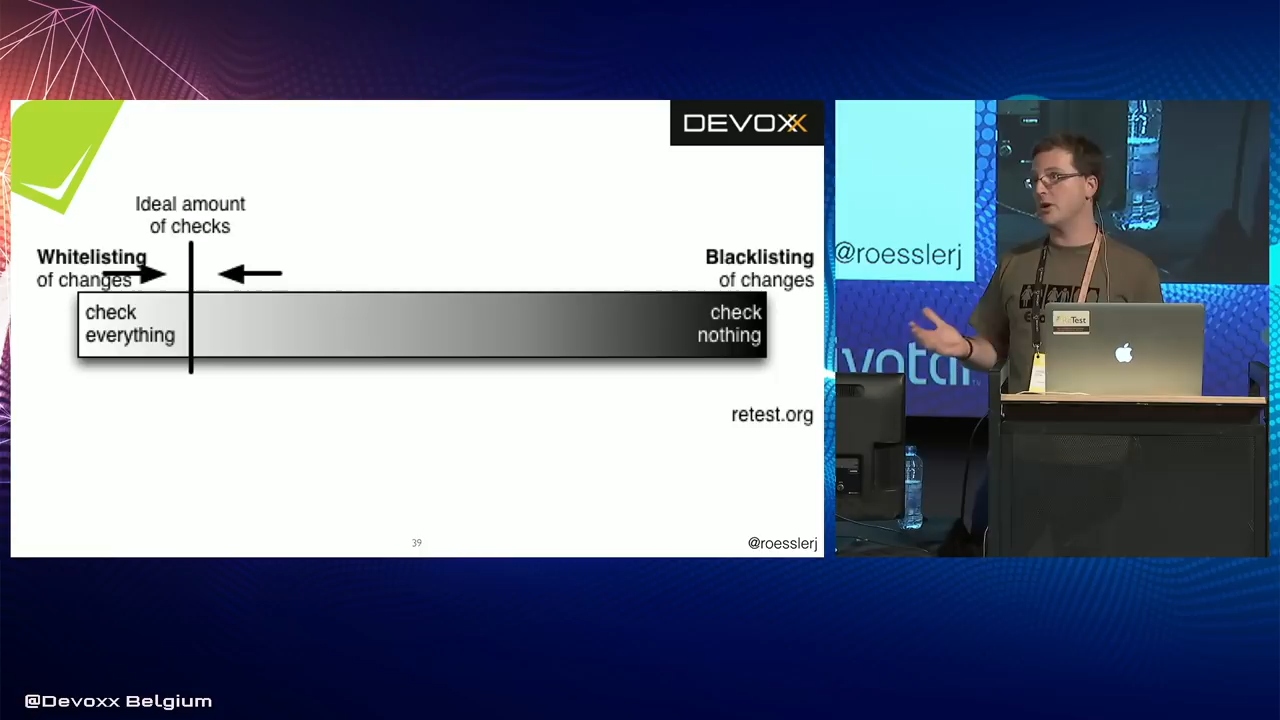 DEVOXX
Ideal amount
of checks
Whitelisting
of changes
Blacklisting
of changes
check
everything
check
nothing
retest.org
39
@roesslerj
@roesslerj
ReTest
@Devoxx Belgium